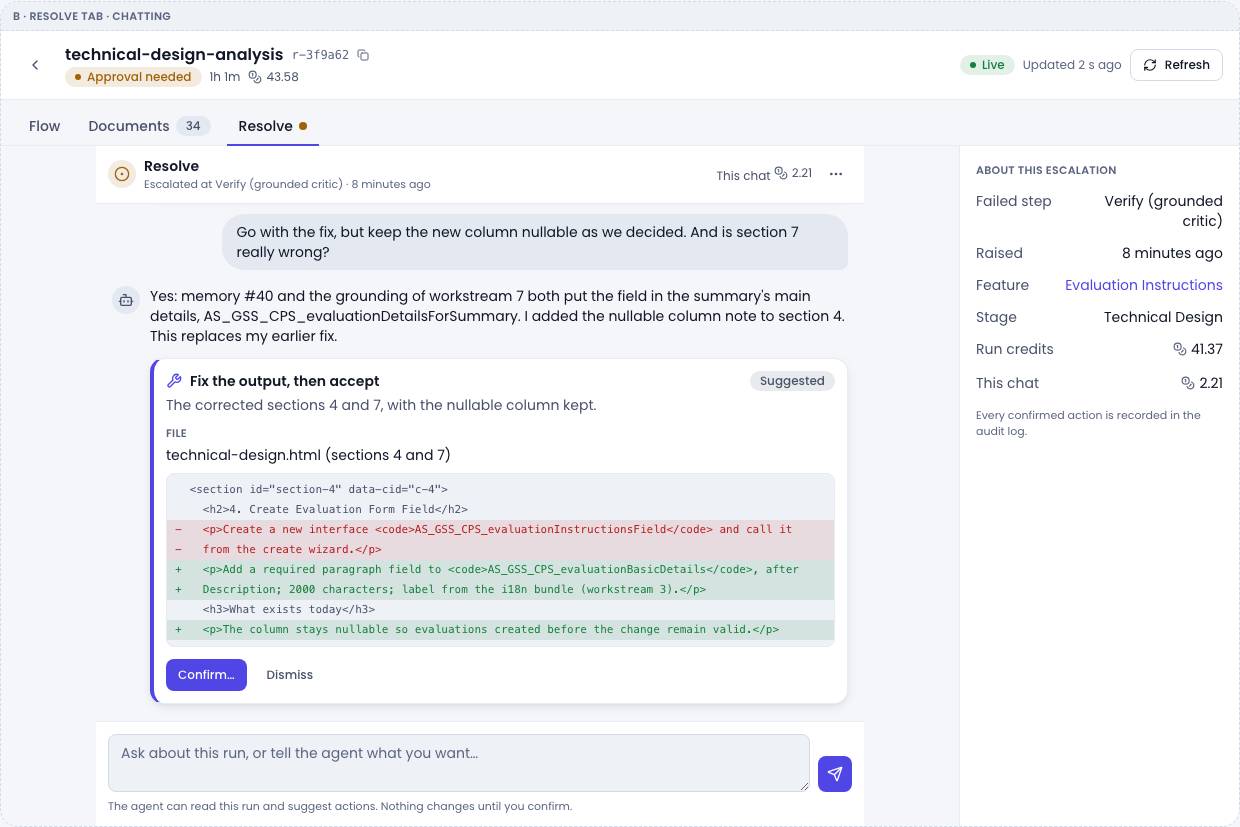 B · RESOLVE TAB · CHATTING
technical-design-analysis r-3f9a62
Approval needed 1h 1m 43.58
Live Updated 2 s ago Refresh
Flow Documents 34 Resolve
Resolve
Escalated at Verify (grounded critic) · 8 minutes ago
This chat 2.21
Go with the fix, but keep the new column nullable as we decided. And is section 7
really wrong?
Yes: memory #40 and the grounding of workstream 7 both put the field in the summary's main
details, AS_GSS_CPS_evaluationDetailsForSummary. I added the nullable column note to section 4.
This replaces my earlier fix.
Fix the output, then accept Suggested
The corrected sections 4 and 7, with the nullable column kept.
FILE
technical-design.html (sections 4 and 7)
<section id="section-4" data-cid="c-4">
<h2>4. Create Evaluation Form Field</h2>
- <p>Create a new interface <code>AS_GSS_CPS_evaluationInstructionsField</code> and call it
- from the create wizard.</p>
+ <p>Add a required paragraph field to <code>AS_GSS_CPS_evaluationBasicDetails</code>, after
+ Description; 2000 characters; label from the i18n bundle (workstream 3).</p>
<h3>What exists today</h3>
+ <p>The column stays nullable so evaluations created before the change remain valid.</p>
Confirm… Dismiss
Ask about this run, or tell the agent what you want…
The agent can read this run and suggest actions. Nothing changes until you confirm.
ABOUT THIS ESCALATION
Failed step Verify (grounded
critic)
Raised 8 minutes ago
Feature Evaluation Instructions
Stage Technical Design
Run credits 41.37
This chat 2.21
Every confirmed action is recorded in the
audit log.